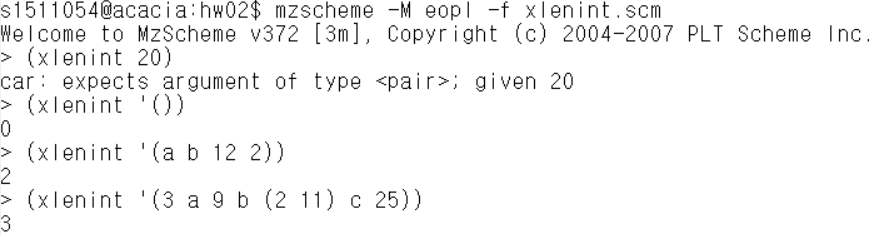 s1511054@acacia:hw02$ mzscheme -M eopl -f xlenint.scm
Welcome to MzScheme v372 [3m], Copyright (c) 2004-2007 PLT Scheme Inc.
> (xlenint 20)
car: expects argument of type <pair>; given 20
> (xlenint '())
0
> (xlenint '(a b 12 2))
2
> (xlenint '(3 a 9 b (2 11) c 25))
3